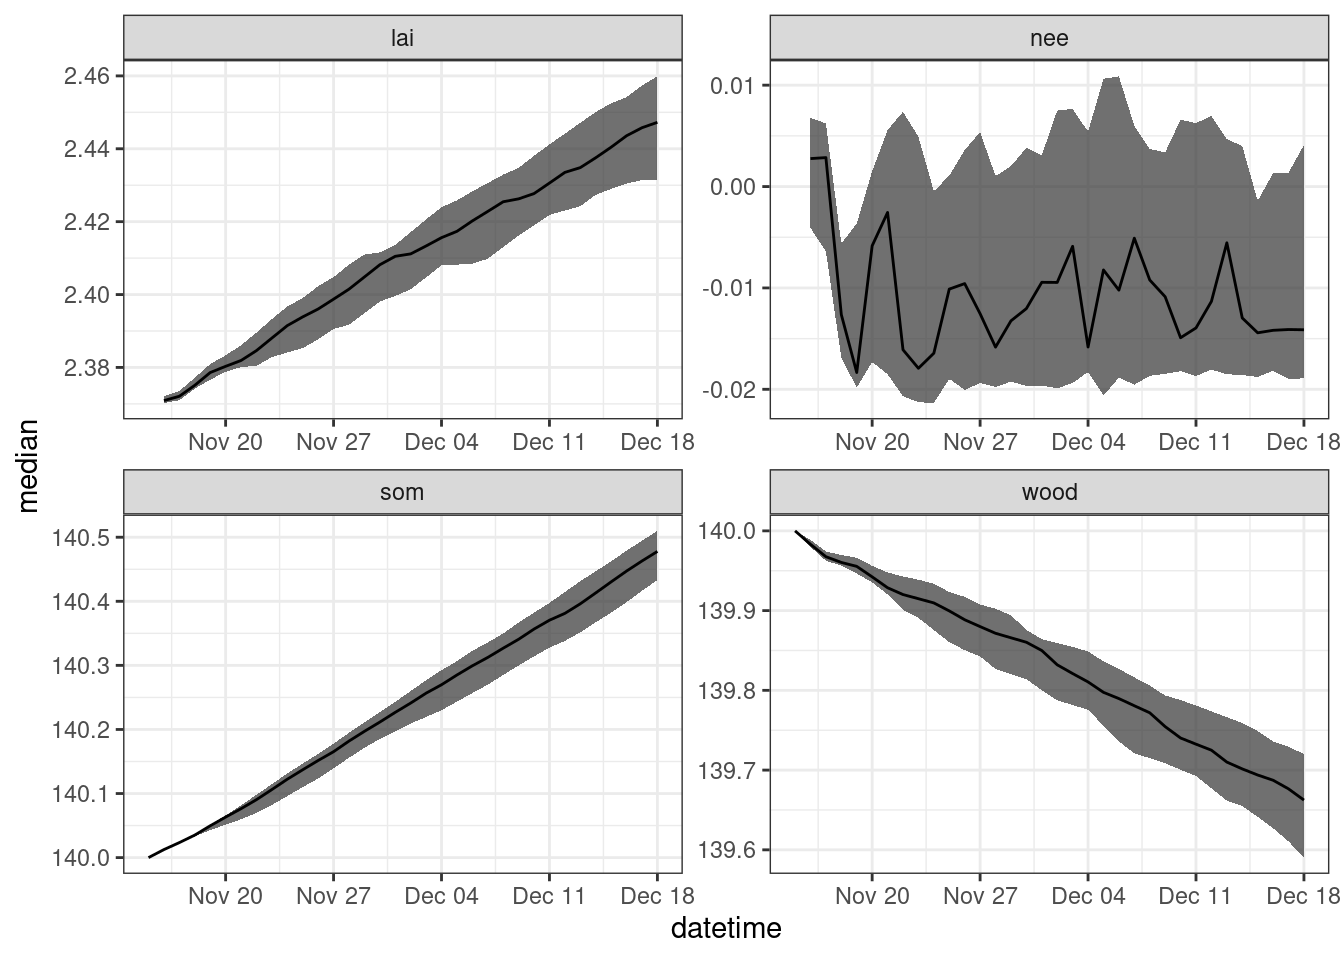 lai
nee
2.46
2.44
2.42
2.40
2.38
0.01
0.00
-0.01
-0.02
Nov 20 Nov 27 Dec 04 Dec 11 Dec 18
Nov 20 Nov 27 Dec 04 Dec 11 Dec 18
median
som
wood
140.5
140.4
140.3
140.2
140.1
140.0
140.0
139.9
139.8
139.7
139.6
Nov 20 Nov 27 Dec 04 Dec 11 Dec 18
Nov 20 Nov 27 Dec 04 Dec 11 Dec 18
datetime